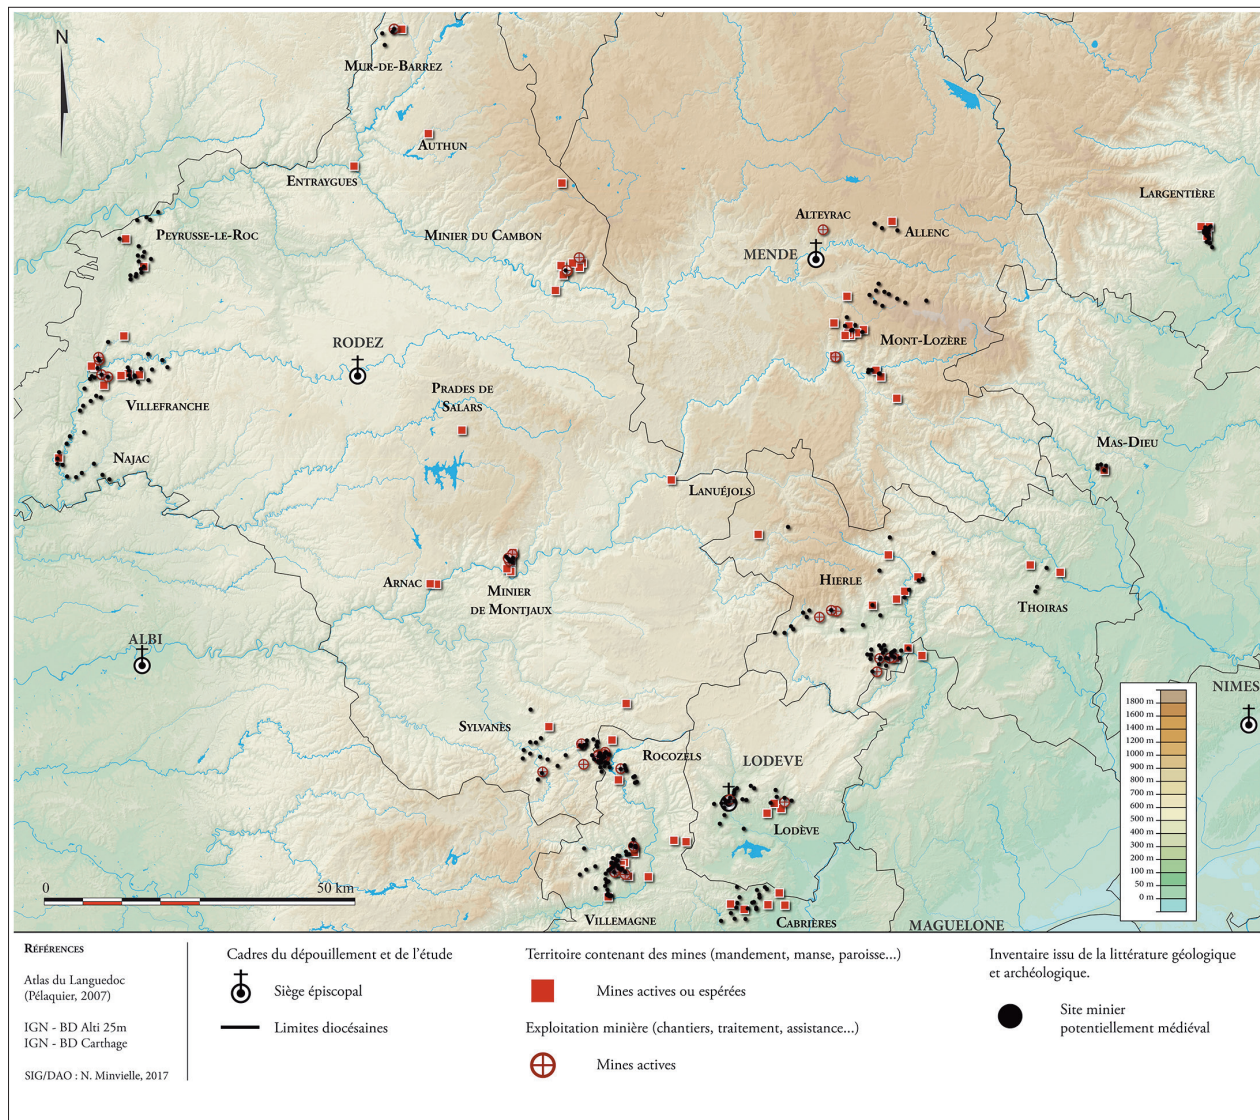 N
Mur-de-Barrez
Authun
Entraygues
Largentière
Peyrusse-le-Roc
Minier du Cambon
Alteyrac
Allenc
MENDE
RODEZ
Mont-Lozère
Prades de
Salars
Villefranche
Najac
Mas-Dieu
Lanuéjols
Arnac
Minier
de Montjaux
Hierle
Thoiras
ALBI
NIMES
Sylvanès
Rocozels
LODEVE
Lodève
Villemagne
Cabrières
MAGUELONE
0
50 km
1800 m
1600 m
1400 m
1200 m
1000 m
900 m
800 m
700 m
600 m
500 m
400 m
300 m
200 m
100 m
50 m
0 m
Références
Atlas du Languedoc
(Pélaquier, 2007)
IGN - BD Alti 25m
IGN - BD Carthage
SIG/DAO : N. Minvielle, 2017
Cadres du dépouillement et de l'étude
Siège épiscopal
Limites diocésaines
Territoire contenant des mines (mandement, manse, paroisse...)
Mines actives ou espérées
Exploitation minière (chantiers, traitement, assistance...)
Mines actives
Inventaire issu de la littérature géologique
et archéologique.
Site minier
potentiellement médiéval